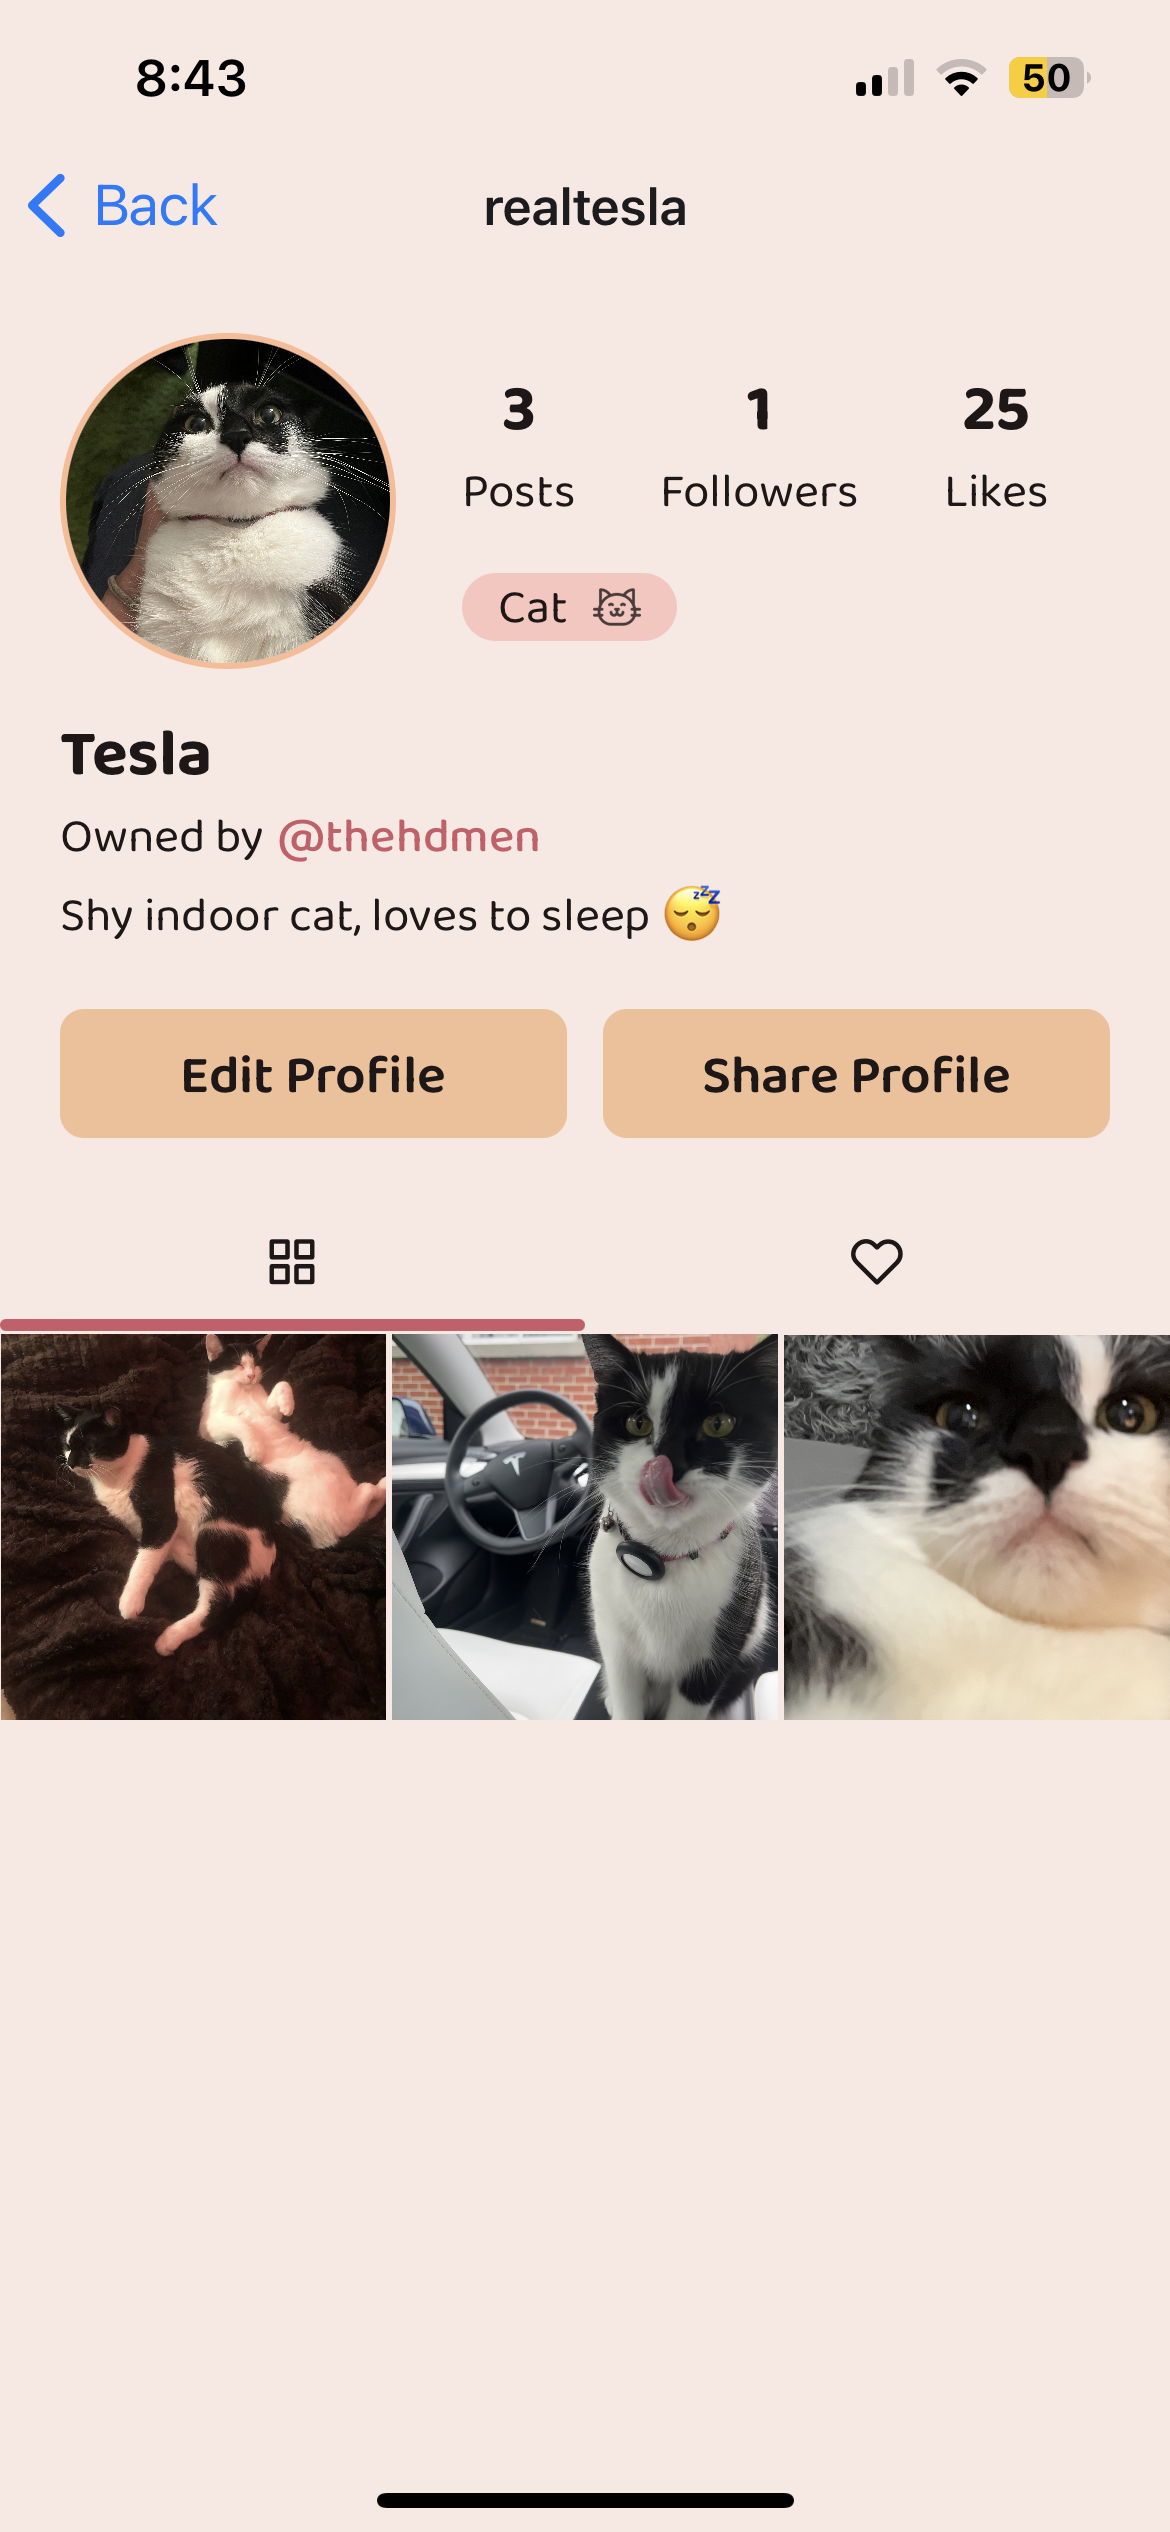 8:43
50
Back
realtesla
3 1 25
Posts Followers Likes
Cat
Tesla
Owned by @thehdmen
Shy indoor cat, loves to sleep 😴
Edit Profile Share Profile